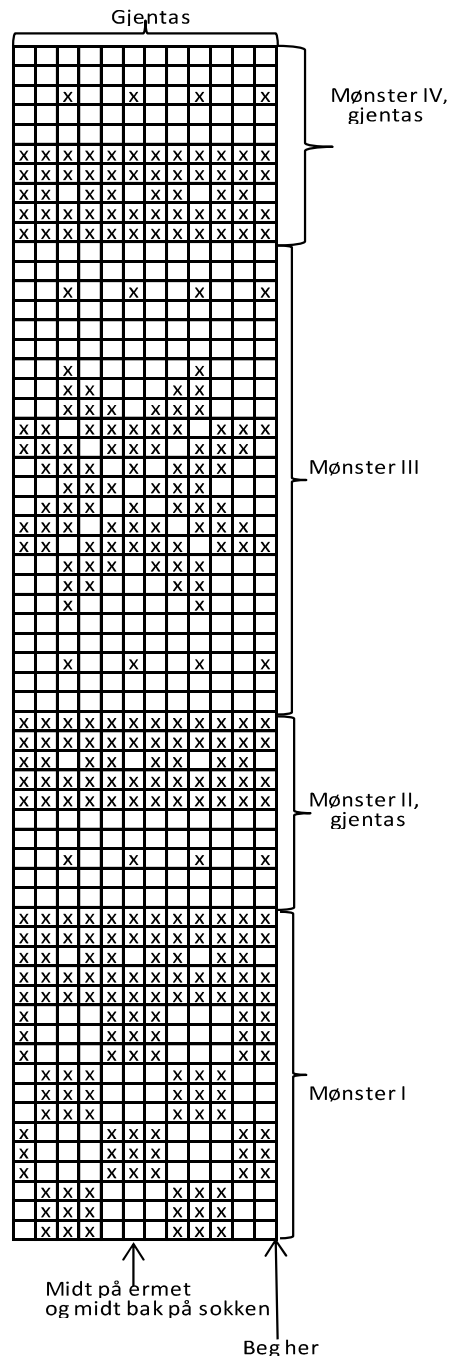 Gjentas
Mønster IV,
gjentas
x x x x
x x x x x x x x x x x x
x x x x x x x x x x x x
x x x x x x x x
x x x x x x x x x x x x
x x x x x x x x x x x x
x x x x
x x
x x x x
x x x x x x
x x x x x x x x x x
x x x x x x x x x
Mønster III
x x x x x x x
x x x x x x
x x x x x x x
x x x x x x x x x
x x x x x x x x x x
x x x x x x
x x x x
x x
x x x x
x x x x x x x x x x x x
x x x x x x x x x x x x
x x x x x x x x
x x x x x x x x x x x x
x x x x x x x x x x x x
Mønster II,
gjentas
x x x x
x x x x x x x x x x x x
x x x x x x x x x x x x
x x x x x x x x
x x x x x x x x x x x x
x x x x x x x x x x x x
x x x x x x
x x x x x x
x x x x x x
x x x x x x
x x x x x x
Mønster I
x x x x x x
x x x x x x
x x x x x x
x x x x x x
x x x x x x
x x x x x x
x x x x x x
Midt på ermet
og midt bak på sokken
Beg her